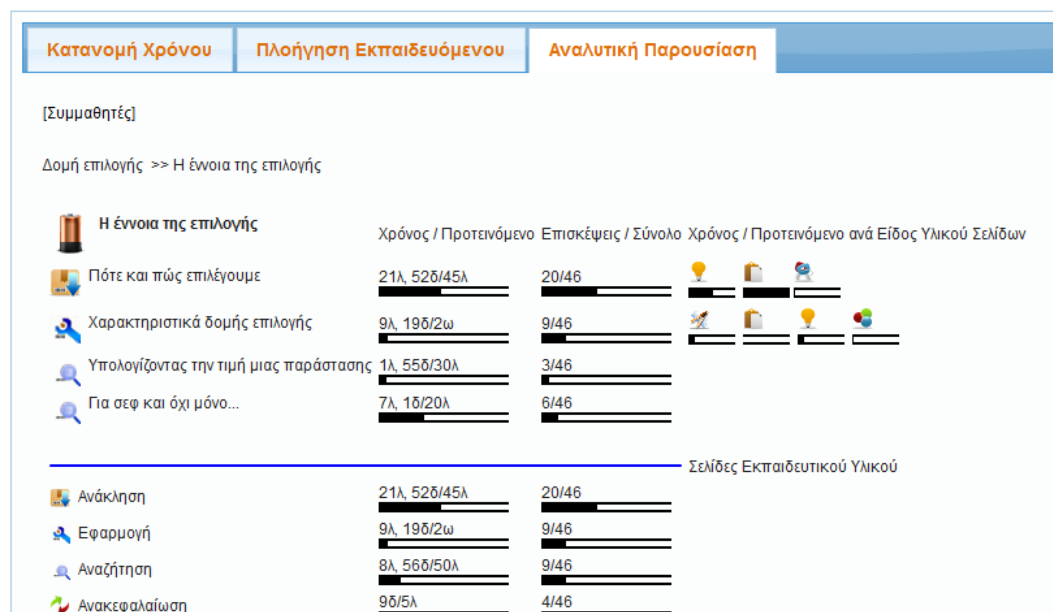 Κατανομή Χρόνου Πλοήγηση Εκπαιδευόμενου Αναλυτική Παρουσίαση
[Συμμαθητές]
Δομή επιλογής >> Η έννοια της επιλογής
Η έννοια της επιλογής
Χρόνος / Προτεινόμενο Επισκέψεις / Σύνολο Χρόνος / Προτεινόμενο ανά Είδος Υλικού Σελίδων
Πότε και πώς επιλέγουμε 21λ, 52δ/45λ 20/46
Χαρακτηριστικά δομής επιλογής 9λ, 19δ/2ω 9/46
Υπολογίζοντας την τιμή μιας παράστασης 1λ, 55δ/30λ 3/46
Για σεφ και όχι μόνο... 7λ, 1δ/20λ 6/46
Σελίδες Εκπαιδευτικού Υλικού
Ανάκληση 21λ, 52δ/45λ 20/46
Εφαρμογή 9λ, 19δ/2ω 9/46
Αναζήτηση 8λ, 56δ/50λ 9/46
Ανακεφαλαίωση 9δ/5λ 4/46